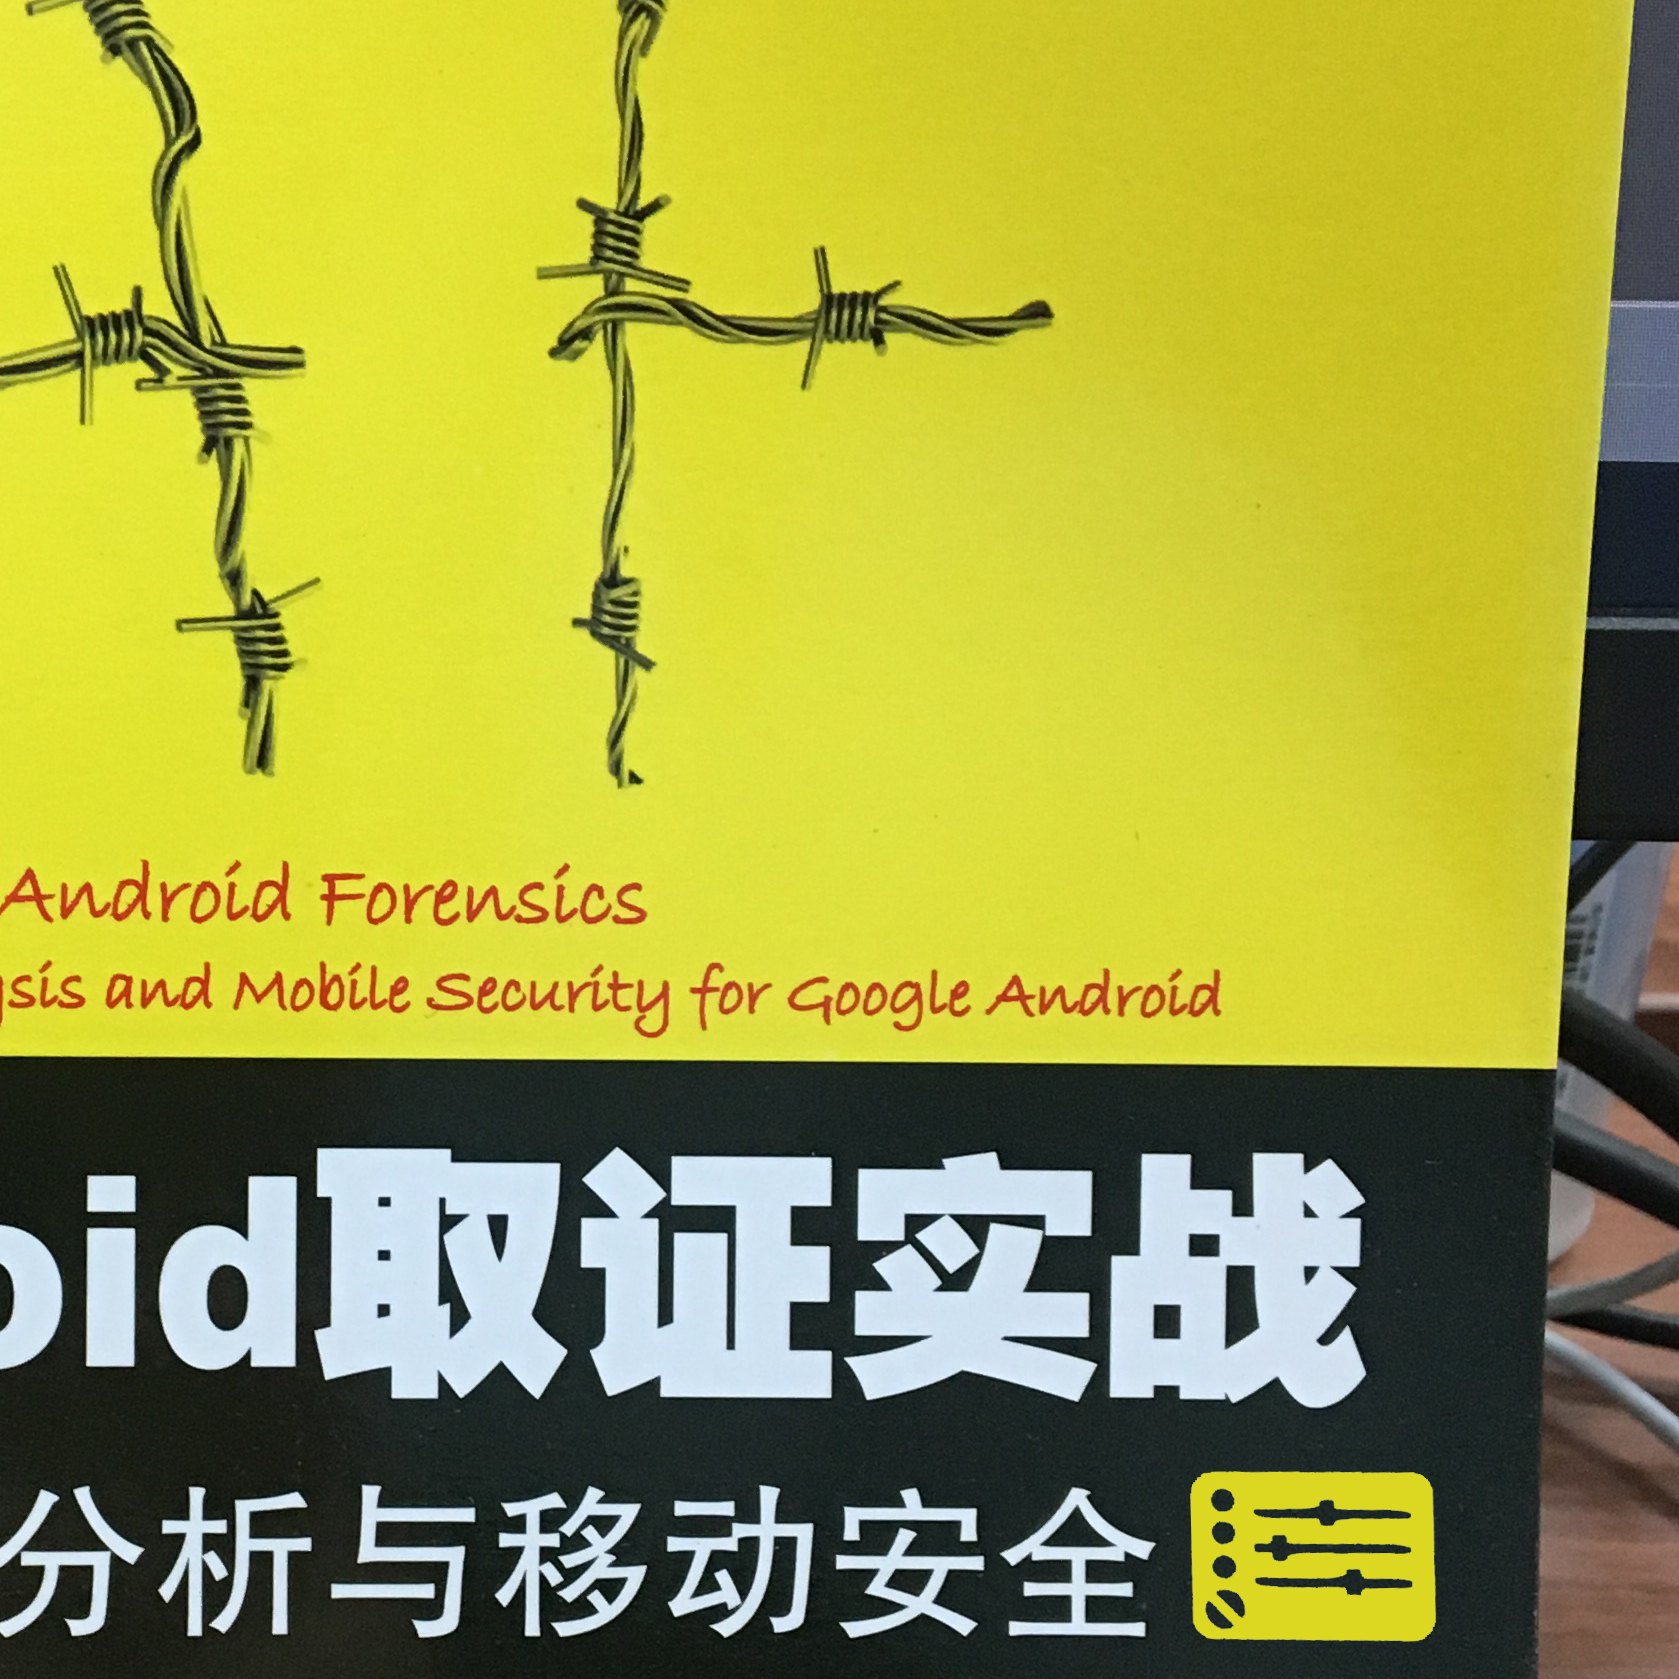 Android Forensics
and Mobile Security for Google Android
oid取证实战
分析与移动安全